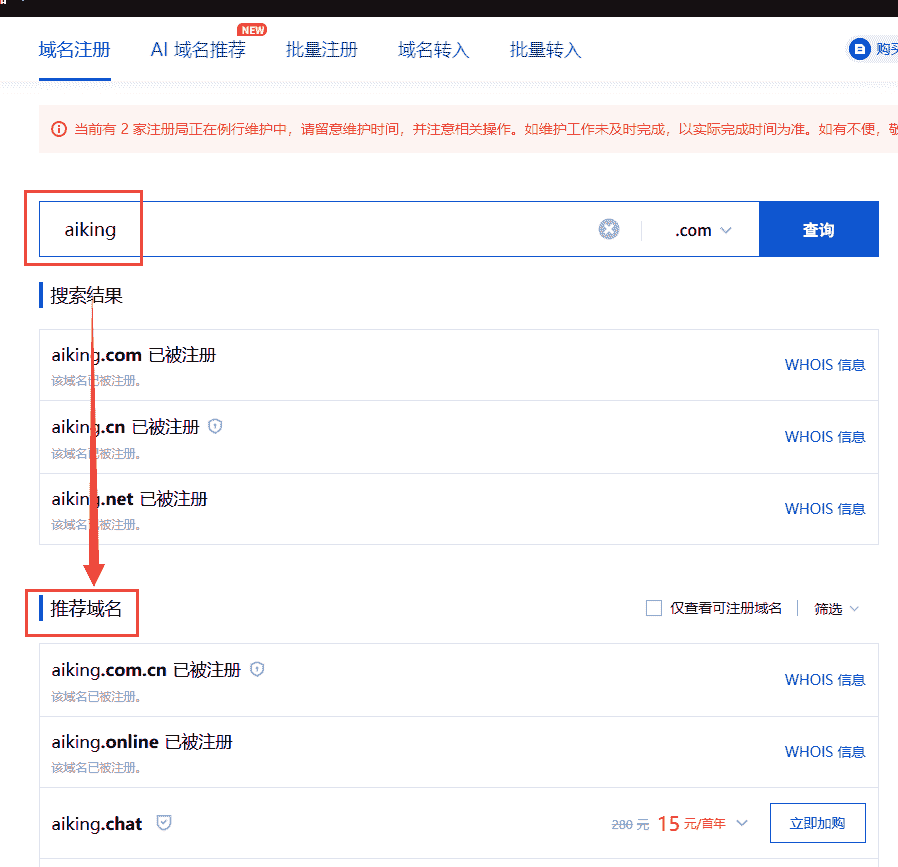 域名注册 AI 域名推荐 NEW 批量注册 域名转入 批量转入 购买
当前有 2 家注册局正在例行维护中，请留意维护时间，并注意相关操作。如维护工作未及时完成，以实际完成时间为准。如有不便，敬
aiking .com 查询
搜索结果
aiking.com 已被注册
该域名已被注册。
WHOIS 信息
aiking.cn 已被注册
该域名已被注册。
WHOIS 信息
aiking.net 已被注册
该域名已被注册。
WHOIS 信息
推荐域名 仅查看可注册域名 筛选
aiking.com.cn 已被注册
该域名已被注册。
WHOIS 信息
aiking.online 已被注册
该域名已被注册。
WHOIS 信息
aiking.chat 280 元 15 元/首年 立即加购